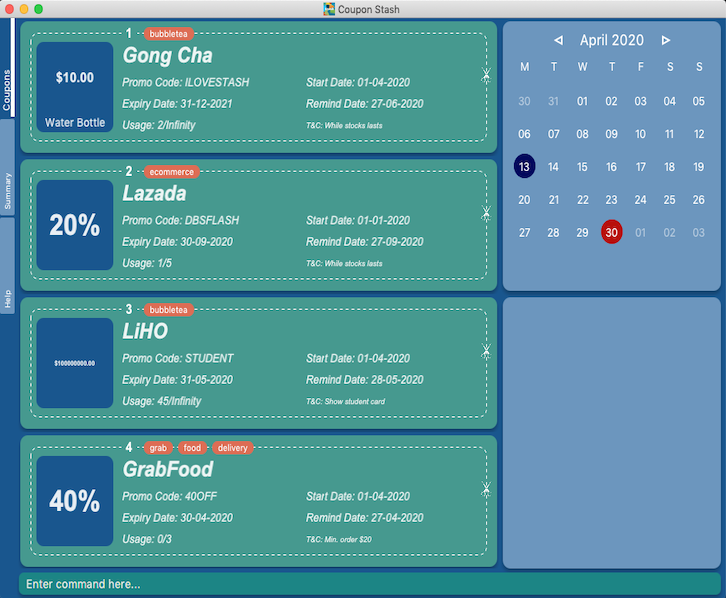 Coupon Stash
Coupons
Summary
Help
1 bubbletea
$10.00
Water Bottle
Gong Cha
Promo Code: ILOVESTASH Start Date: 01-04-2020
Expiry Date: 31-12-2021 Remind Date: 27-06-2020
Usage: 2/Infinity T&C: While stocks lasts
2 ecommerce
20%
Lazada
Promo Code: DBSFLASH Start Date: 01-01-2020
Expiry Date: 30-09-2020 Remind Date: 27-09-2020
Usage: 1/5 T&C: While stocks lasts
3 bubbletea
$100000000.00
LiHO
Promo Code: STUDENT Start Date: 01-04-2020
Expiry Date: 31-05-2020 Remind Date: 28-05-2020
Usage: 45/Infinity T&C: Show student card
4 grab food delivery
40%
GrabFood
Promo Code: 40OFF Start Date: 01-04-2020
Expiry Date: 30-04-2020 Remind Date: 27-04-2020
Usage: 0/3 T&C: Min. order $20
April 2020
M T W T F S S
30 31 01 02 03 04 05
06 07 08 09 10 11 12
13 14 15 16 17 18 19
20 21 22 23 24 25 26
27 28 29 30 01 02 03
Enter command here...